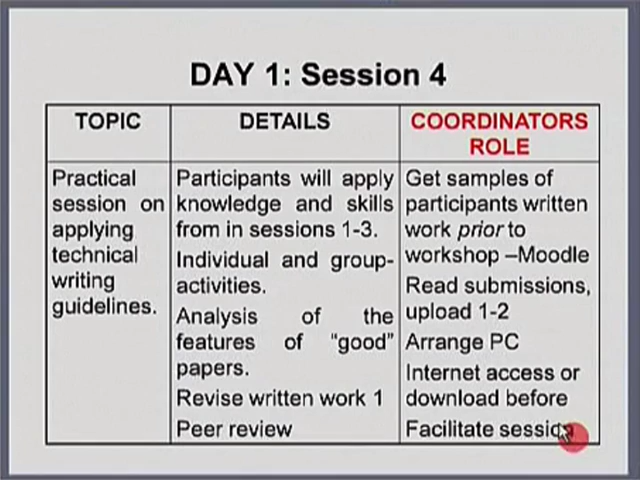 DAY 1: Session 4
TOPIC
DETAILS
COORDINATORS
ROLE
Practical
session on
applying
technical
writing
guidelines.
Participants will apply
knowledge and skills
from in sessions 1-3.
Individual and group-
activities.
Analysis of the
features of “good”
papers.
Revise written work 1
Peer review
Get samples of
participants written
work prior to
workshop –Moodle
Read submissions,
upload 1-2
Arrange PC
Internet access or
download before
Facilitate session